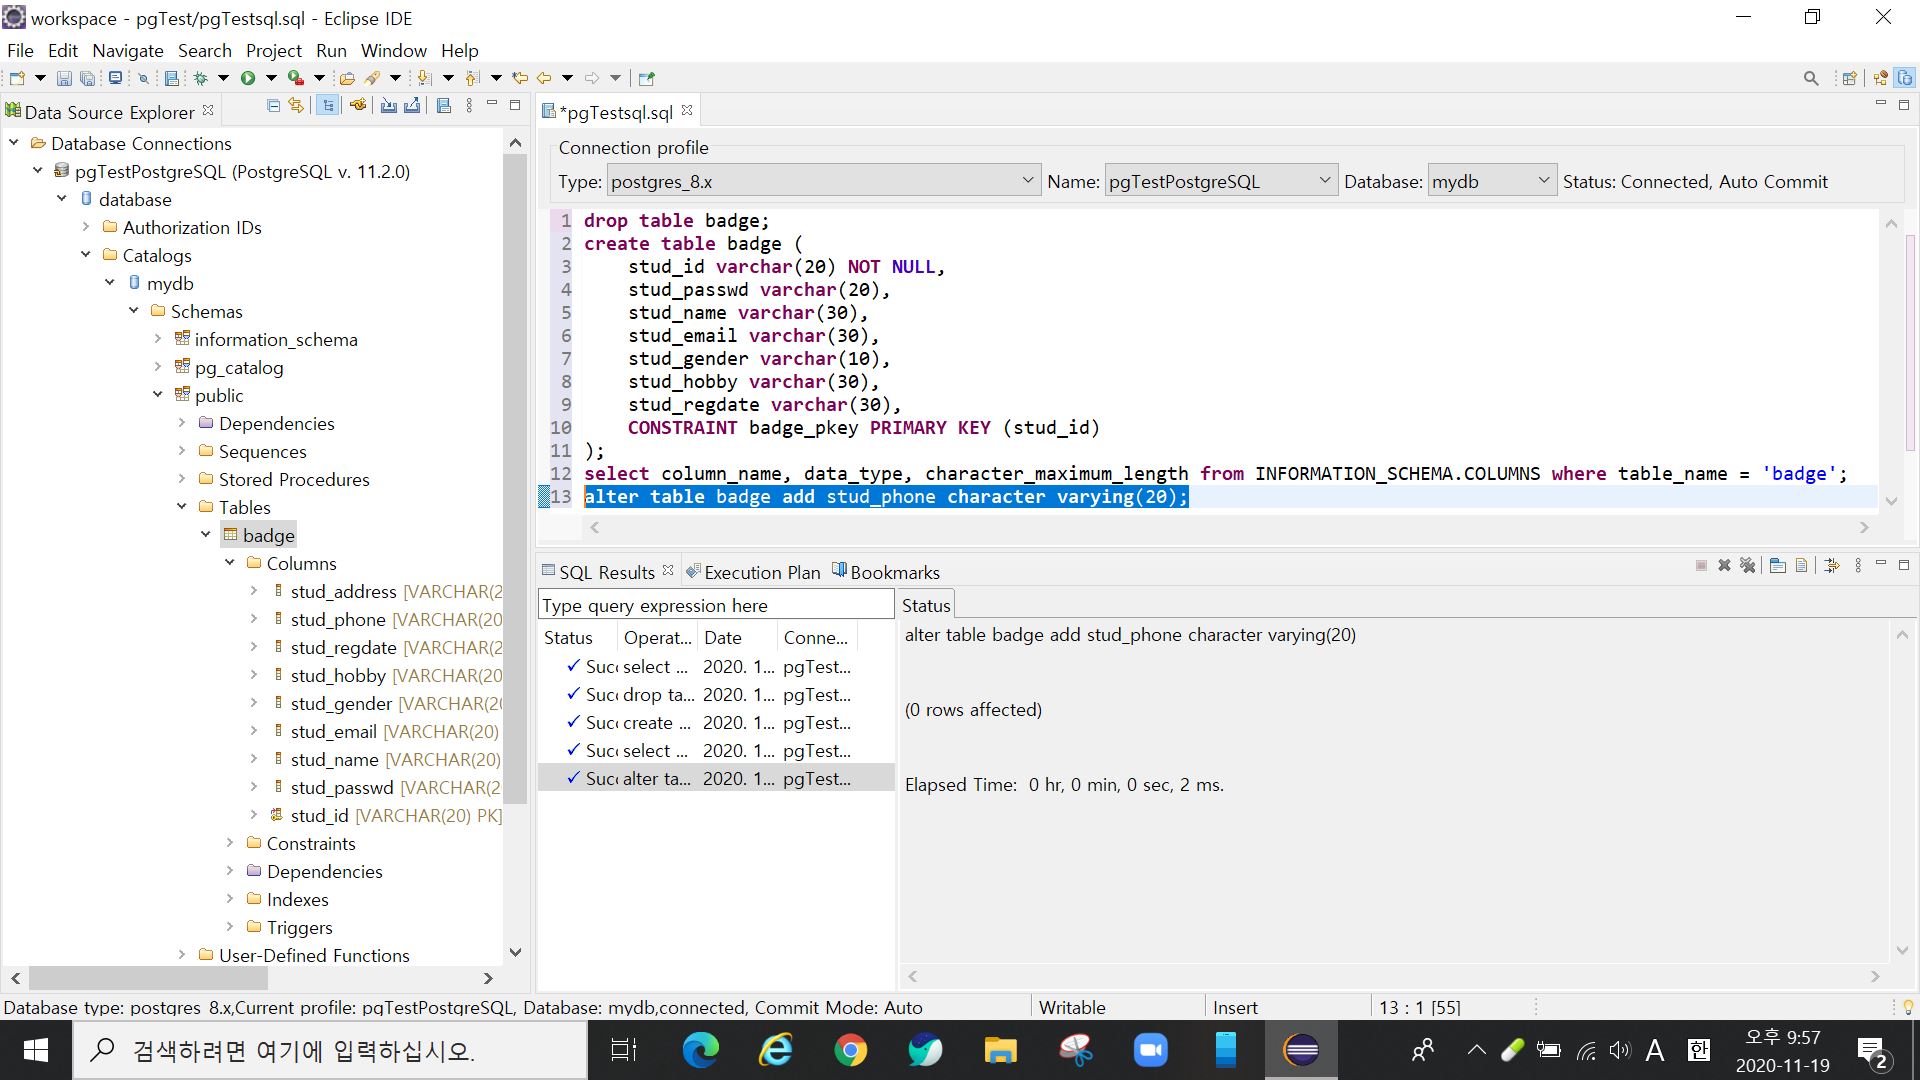 workspace - pgTest/pgTestsql.sql - Eclipse IDE
File Edit Navigate Search Project Run Window Help
Data Source Explorer
Database Connections
pgTestPostgreSQL (PostgreSQL v. 11.2.0)
database
Authorization IDs
Catalogs
mydb
Schemas
information_schema
pg_catalog
public
Dependencies
Sequences
Stored Procedures
Tables
badge
Columns
stud_address [VARCHAR(2
stud_phone [VARCHAR(20
stud_regdate [VARCHAR(2
stud_hobby [VARCHAR(20
stud_gender [VARCHAR(20
stud_email [VARCHAR(20)
stud_name [VARCHAR(20)
stud_passwd [VARCHAR(2
stud_id [VARCHAR(20) PK]
Constraints
Dependencies
Indexes
Triggers
User-Defined Functions
*pgTestsql.sql
Connection profile
Type: postgres_8.x Name: pgTestPostgreSQL Database: mydb Status: Connected, Auto Commit
1 drop table badge;
2 create table badge (
3 stud_id varchar(20) NOT NULL,
4 stud_passwd varchar(20),
5 stud_name varchar(30),
6 stud_email varchar(30),
7 stud_gender varchar(10),
8 stud_hobby varchar(30),
9 stud_regdate varchar(30),
10 CONSTRAINT badge_pkey PRIMARY KEY (stud_id)
11 );
12 select column_name, data_type, character_maximum_length from INFORMATION_SCHEMA.COLUMNS where table_name = 'badge';
13 alter table badge add stud_phone character varying(20);
SQL Results Execution Plan Bookmarks
Type query expression here
Status Operat... Date Conne...
Succ select ... 2020. 1... pgTest...
Succ drop ta... 2020. 1... pgTest...
Succ create ... 2020. 1... pgTest...
Succ select ... 2020. 1... pgTest...
Succ alter ta... 2020. 1... pgTest...
Status
alter table badge add stud_phone character varying(20)
(0 rows affected)
Elapsed Time: 0 hr, 0 min, 0 sec, 2 ms.
Database type: postgres_8.x,Current profile: pgTestPostgreSQL, Database: mydb,connected, Commit Mode: Auto Writable Insert 13 : 1 [55]
검색하려면 여기에 입력하십시오.
A 한
오후 9:57
2020-11-19
2